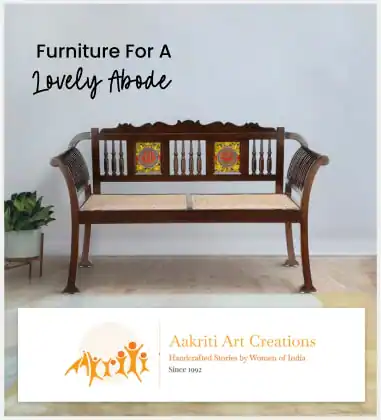 Furniture For A
Lovely Abode
Aakriti
Aakriti Art Creations
Handcrafted Stories by Women of India
Since 1992